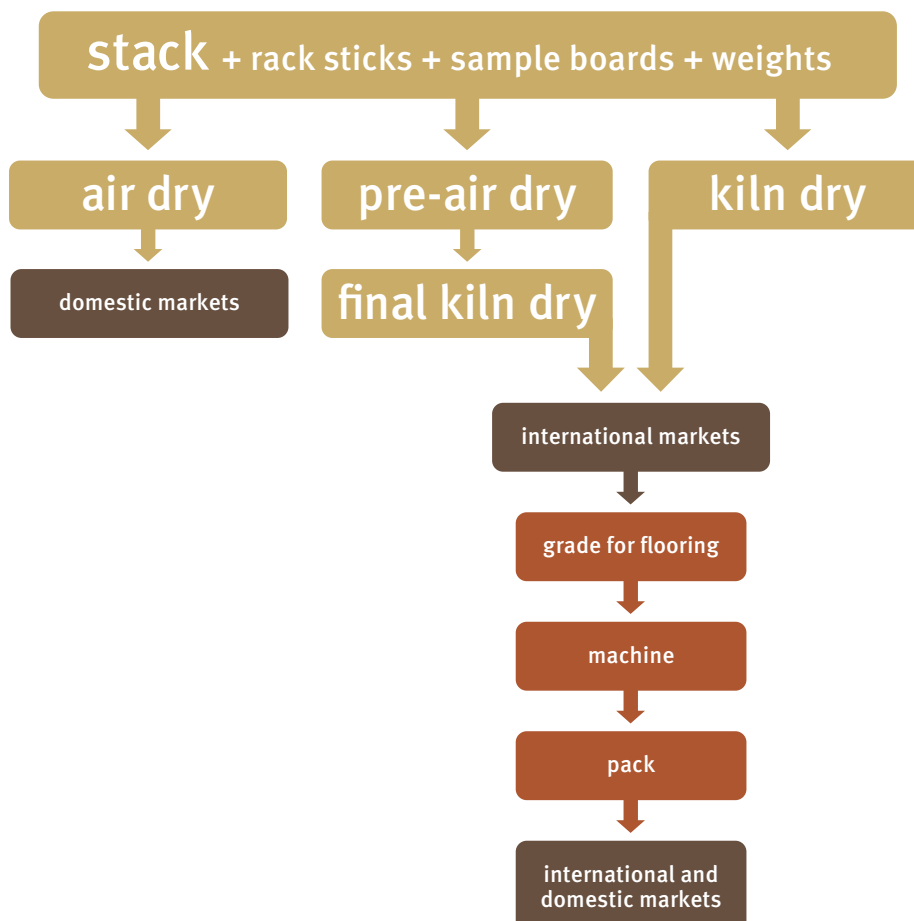 stack + rack sticks + sample boards + weights
air dry
pre-air dry
kiln dry
domestic markets
final kiln dry
international markets
grade for flooring
machine
pack
international and
domestic markets